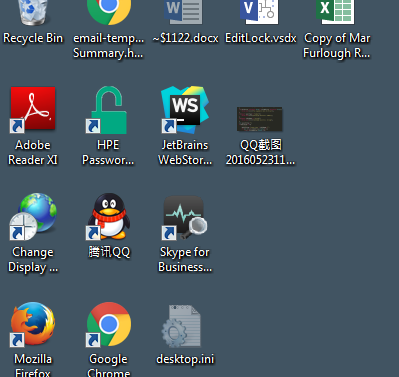 Recycle Bin
email-temp...
Summary.h...
~$1122.docx
EditLock.vsdx
Copy of Mar
Furlough R...
Adobe
Reader XI
HPE
Passwor...
JetBrains
WebStor...
QQ截图
2016052311...
Change
Display ...
腾讯QQ
Skype for
Business...
Mozilla
Firefox
Google
Chrome
desktop.ini